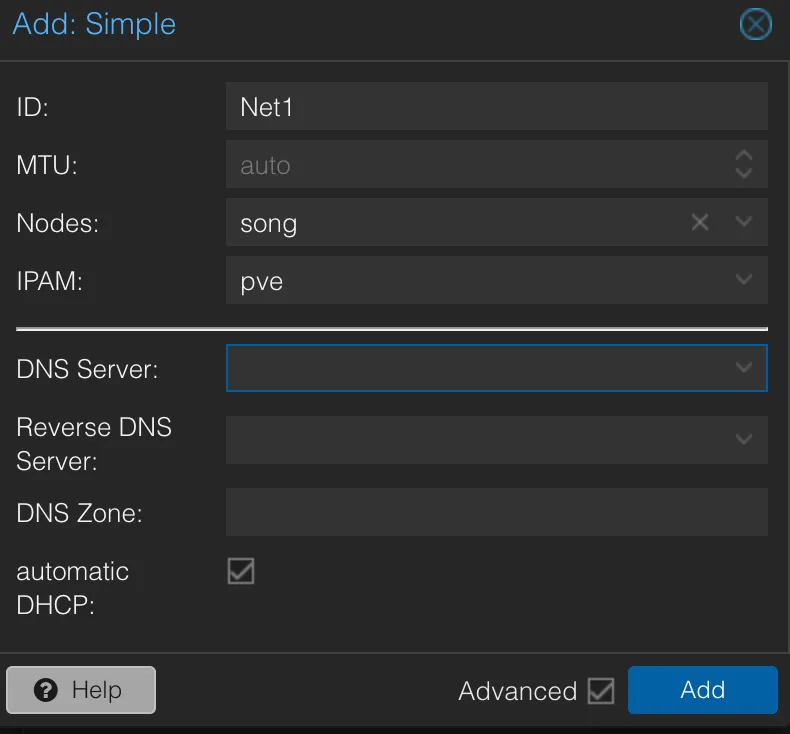 Add: Simple
ID: Net1
MTU: auto
Nodes: song
IPAM: pve
DNS Server:
Reverse DNS
Server:
DNS Zone:
automatic
DHCP:
Help Advanced Add